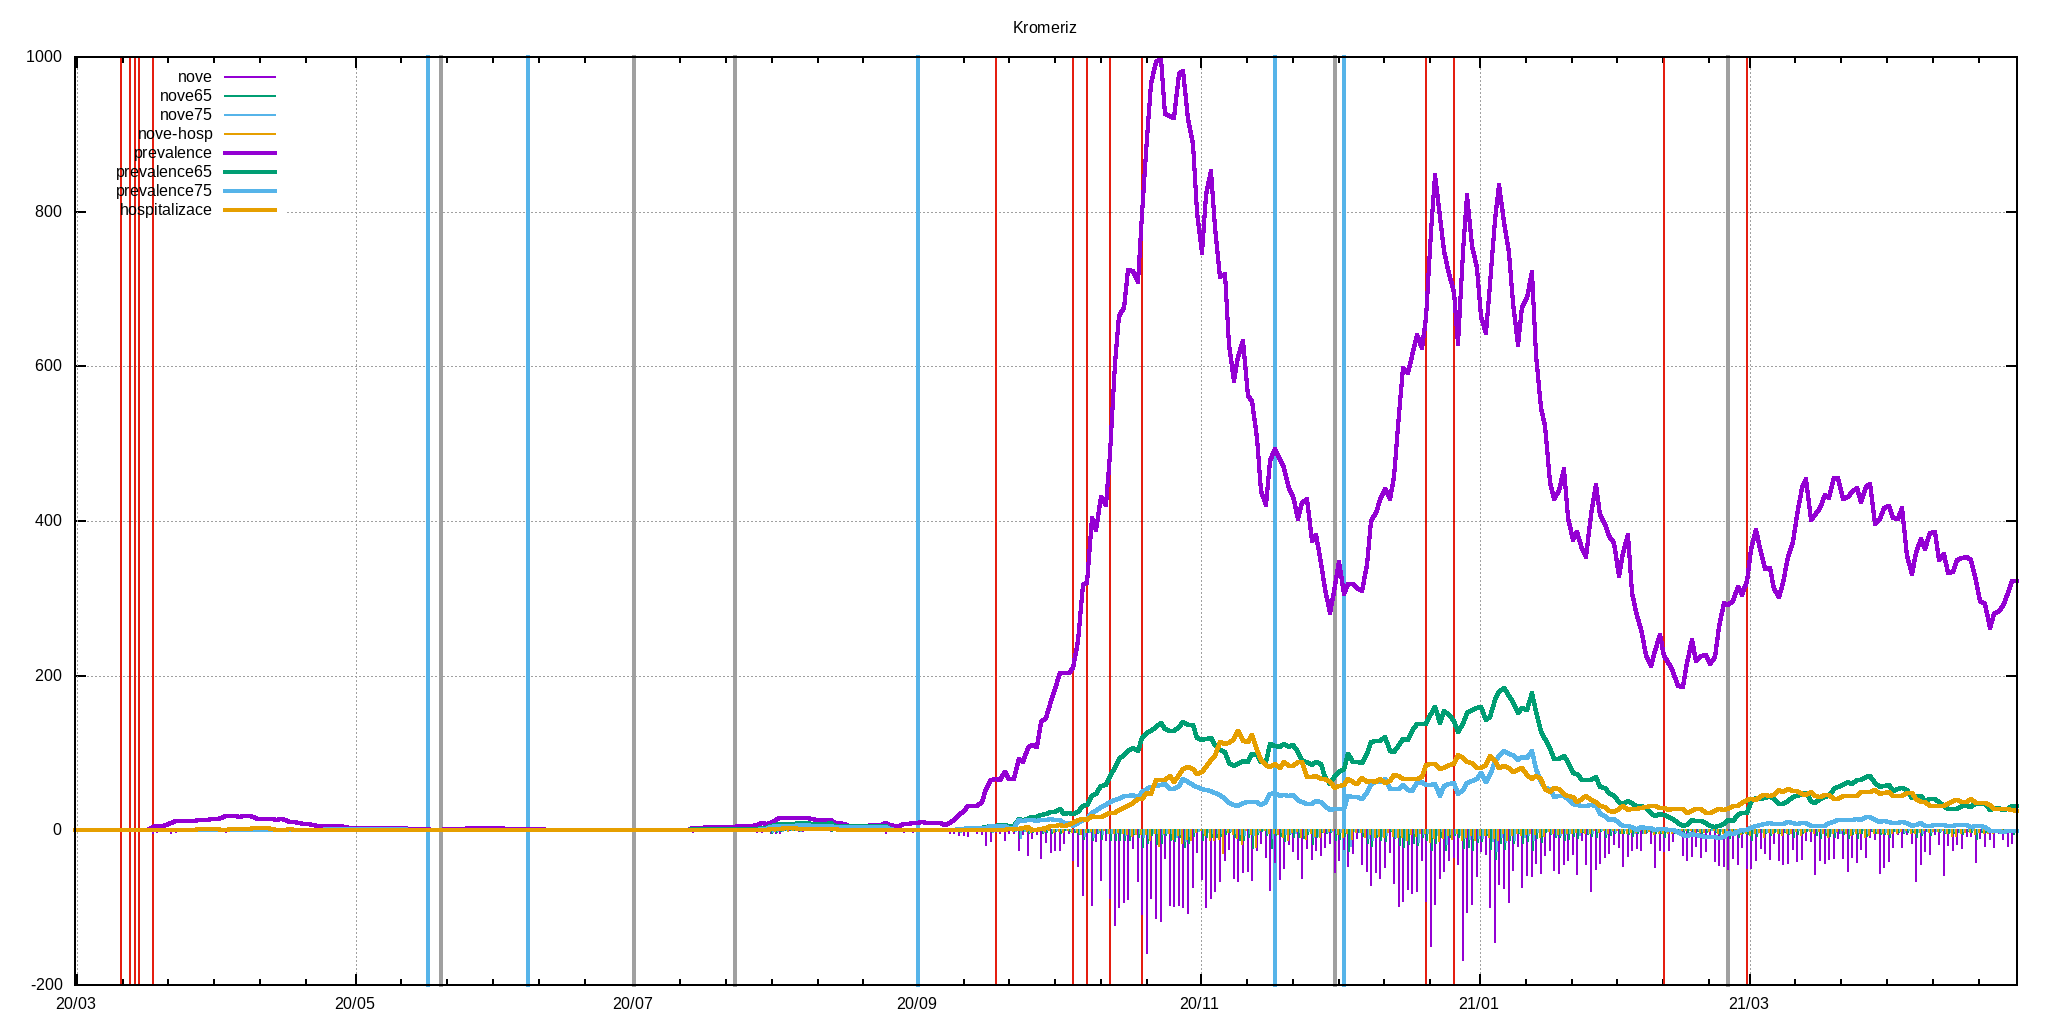 Kromeriz
1000
nove
nove65
nove75
nove-hosp
prevalence
prevalence65
prevalence75
hospitalizace
800
600
400
200
0
-200
20/03 20/05 20/07 20/09 20/11 21/01 21/03